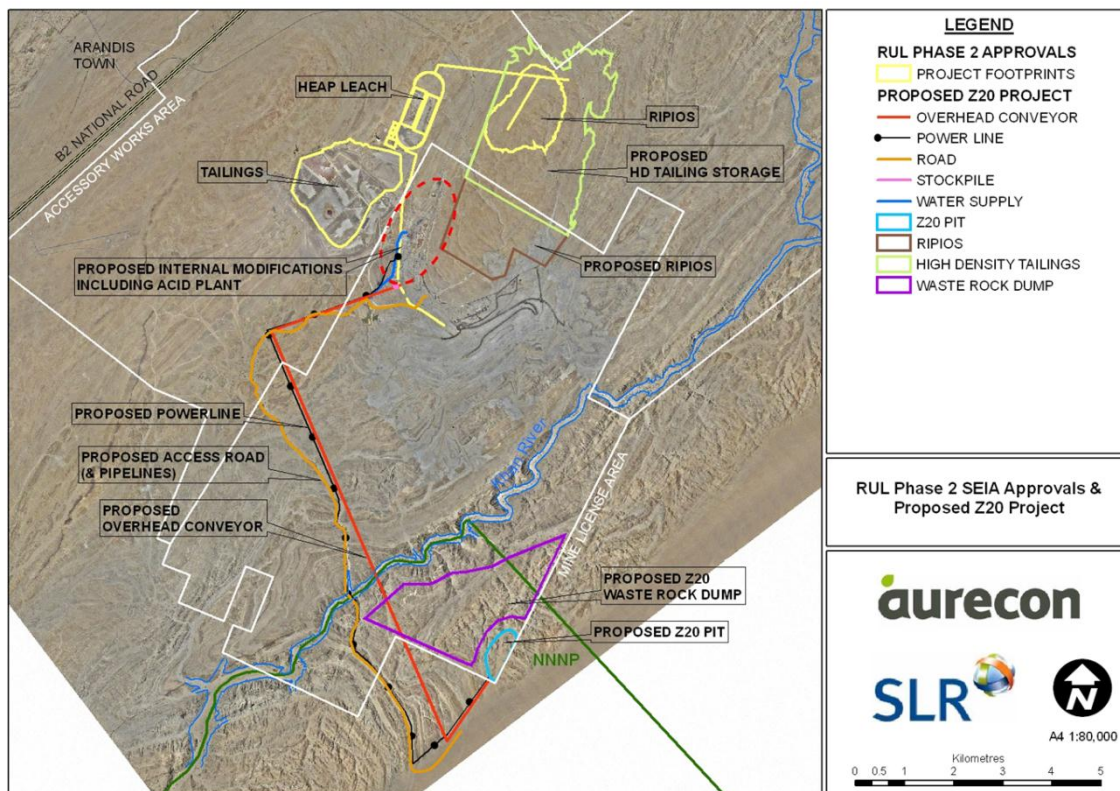 ARANDIS
TOWN
B2 NATIONAL ROAD
ACCESSORY WORKS AREA
HEAP LEACH
RIPIOS
TAILINGS
PROPOSED
HD TAILING STORAGE
PROPOSED INTERNAL MODIFICATIONS
INCLUDING ACID PLANT
PROPOSED RIPIOS
PROPOSED POWERLINE
PROPOSED ACCESS ROAD
(& PIPELINES)
PROPOSED
OVERHEAD CONVEYOR
Khan River
MINE LICENSE AREA
PROPOSED Z20
WASTE ROCK DUMP
PROPOSED Z20 PIT
NNNP
LEGEND
RUL PHASE 2 APPROVALS
PROJECT FOOTPRINTS
PROPOSED Z20 PROJECT
OVERHEAD CONVEYOR
POWER LINE
ROAD
STOCKPILE
WATER SUPPLY
Z20 PIT
RIPIOS
HIGH DENSITY TAILINGS
WASTE ROCK DUMP
RUL Phase 2 SEIA Approvals &
Proposed Z20 Project
aurecon
SLR
N
A4 1:80,000
Kilometres
0 0.5 1 2 3 4 5